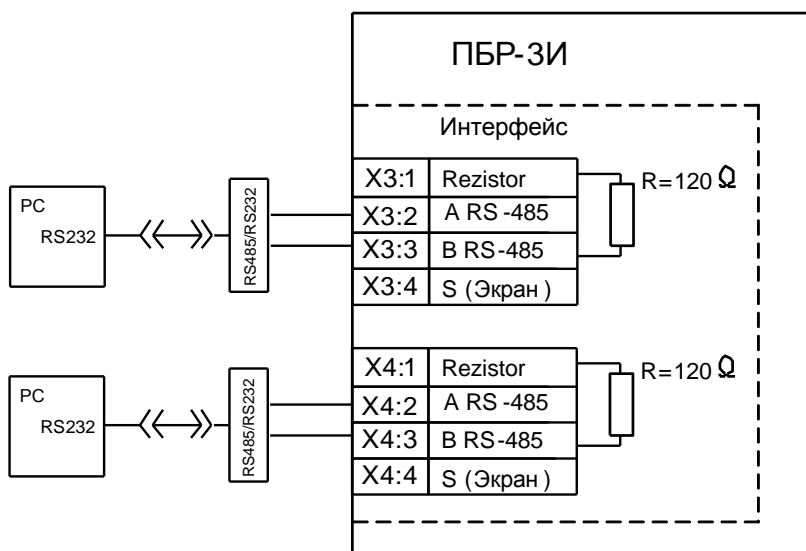 ПБР-3И
Интерфейс
PC
RS232
RS485/RS232
X3:1 Rezistor
X3:2 A RS -485
X3:3 B RS-485
X3:4 S (Экран )
R=120 Ω
PC
RS232
RS485/RS232
X4:1 Rezistor
X4:2 A RS -485
X4:3 B RS-485
X4:4 S (Экран )
R=120 Ω